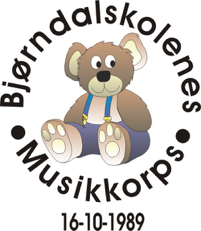 Bjørndalskolenes
• Musikkorps •
16-10-1989